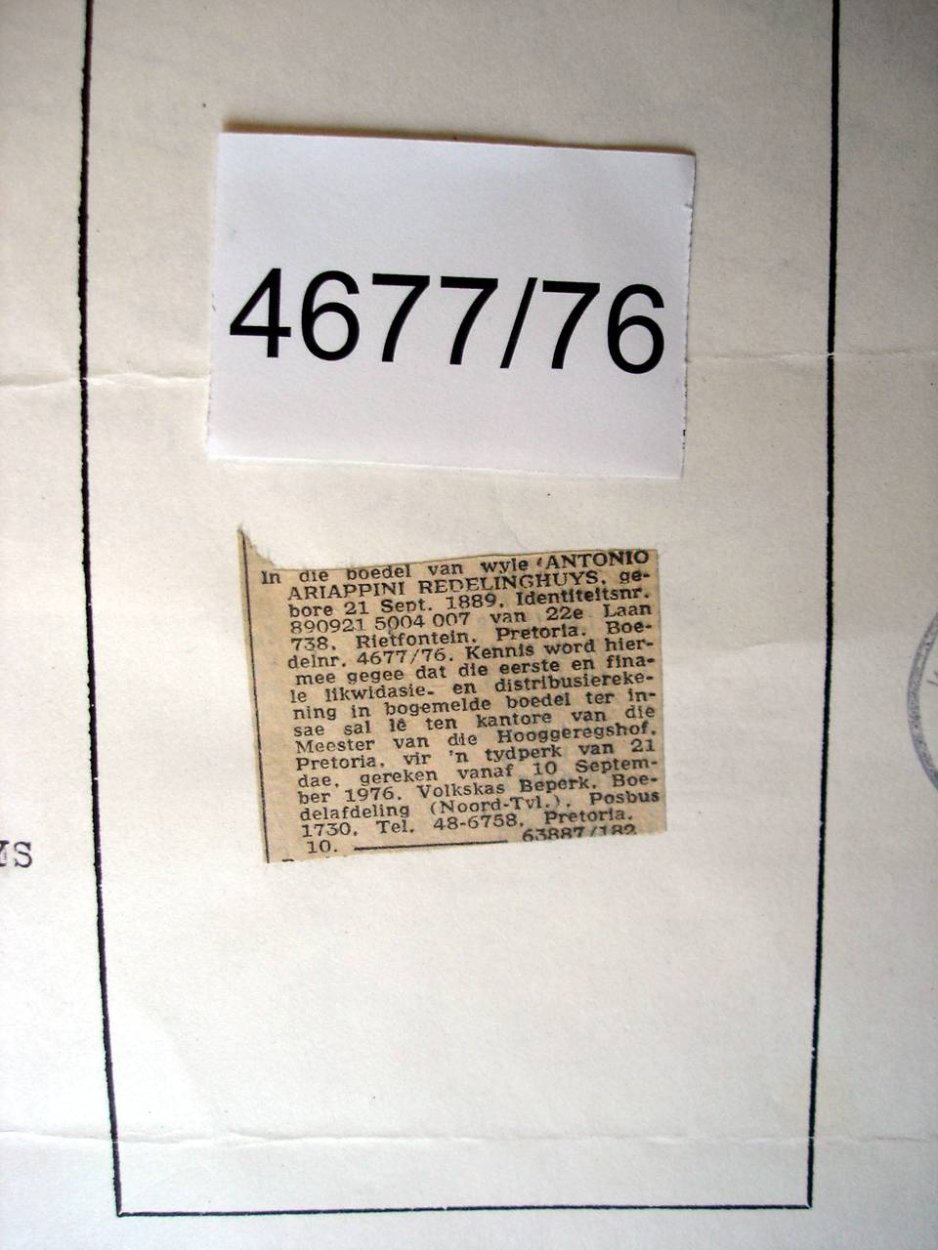 4677/76
In die boedel van wyle ANTONIO
ARIAPPINI REDELINGHUYS, ge-
bore 21 Sept. 1889, Identiteitsnr.
890921 5004 007 van 22e Laan
738, Rietfontein, Pretoria. Boe-
delnr. 4677/76. Kennis word hier-
mee gegee dat die eerste en fina-
le likwidasie- en distribusiereke-
ning in bogemelde boedel ter in-
sae sal lê ten kantore van die
Meester van die Hooggeregshof,
Pretoria, vir 'n tydperk van 21
dae, gereken vanaf 10 Septem-
ber 1976. Volkskas Beperk, Boe-
delafdeling (Noord-Tvl.), Posbus
1730, Tel. 48-6758, Pretoria.
10. 63887/182